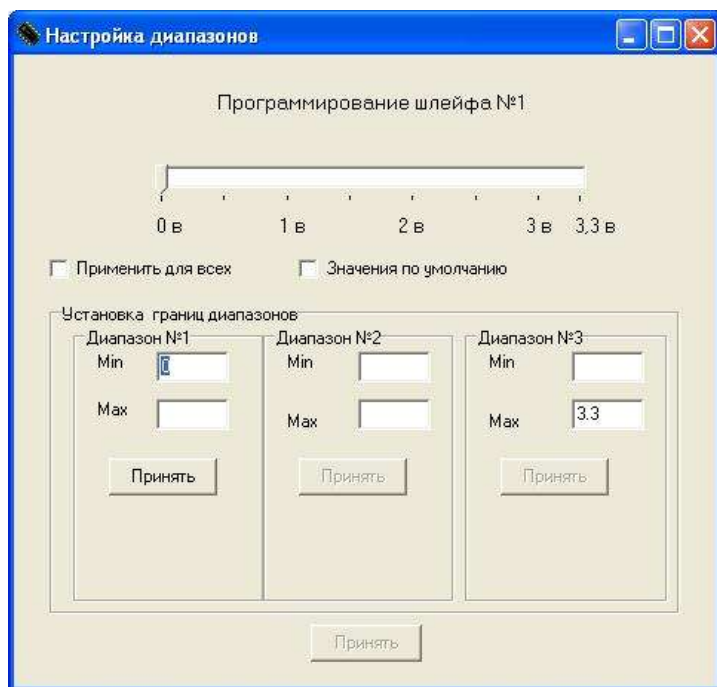 Настройка диапазонов
Программирование шлейфа №1
0 в 1 в 2 в 3 в 3,3 в
Применить для всех Значения по умолчанию
Установка границ диапазонов
Диапазон №1 Диапазон №2 Диапазон №3
Min 0 Min Min
Max Max Max 3.3
Принять Принять Принять
Принять